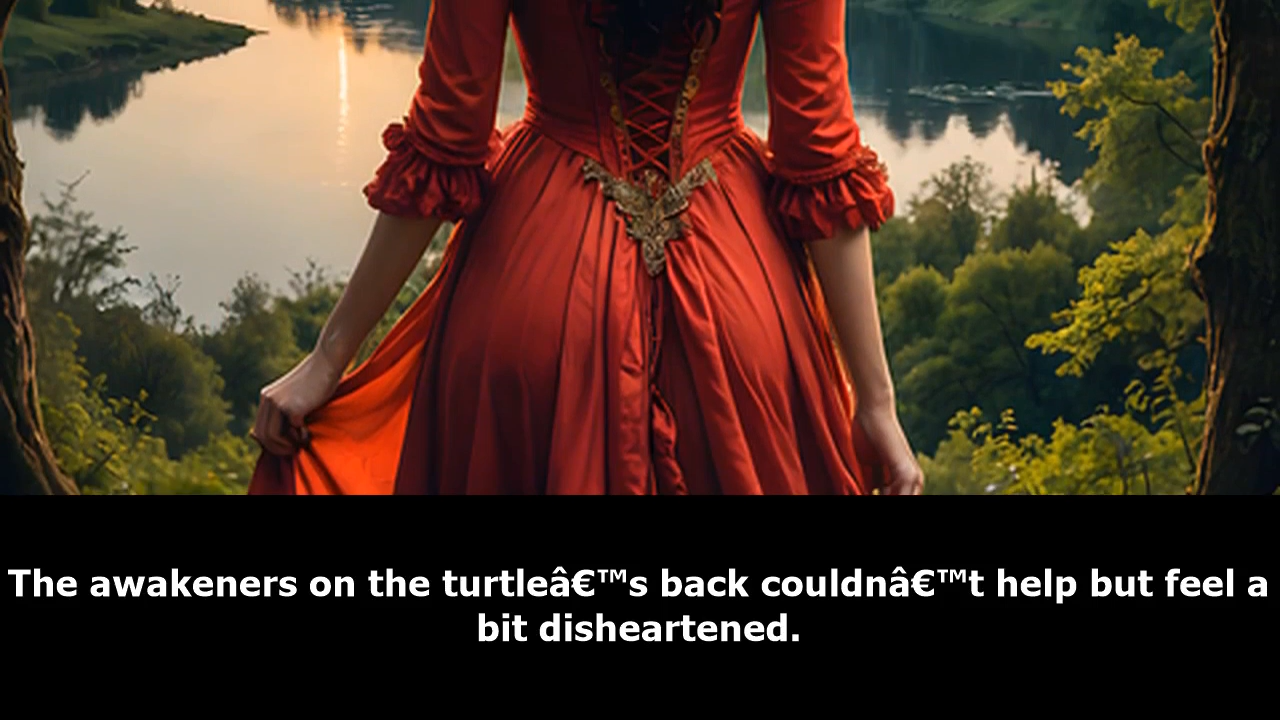 The awakeners on the turtleâ€™s back couldnâ€™t help but feel a
bit disheartened.